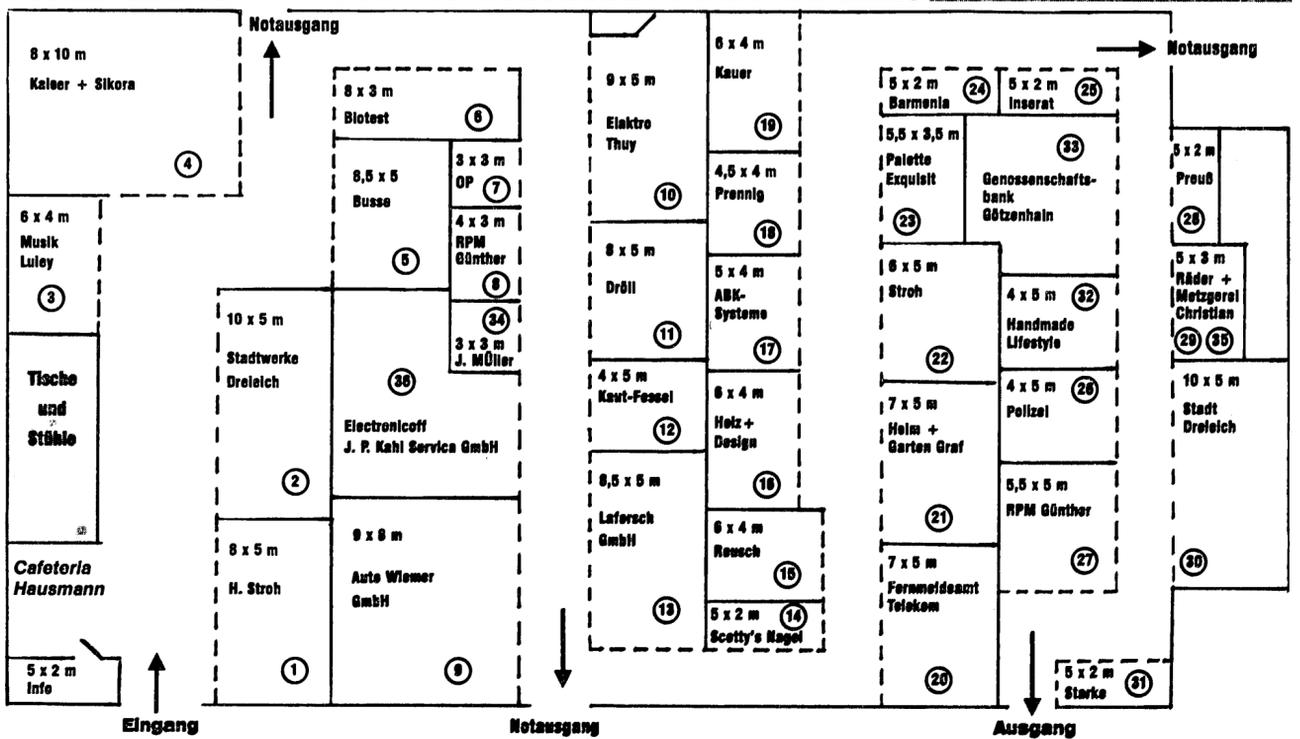 Notausgang
8 x 10 m
Kaiser + Sikora
4
6 x 4 m
Musik
Luley
3
Tische
und
Stühle
Cafeteria
Hausmann
5 x 2 m
Info
Eingang
8 x 3 m
Biotest
6
8,5 x 5
Busse
5
3 x 3 m
OP
7
4 x 3 m
RPM
Günther
8
34
3 x 3 m
J. Müller
10 x 5 m
Stadtwerke
Dreieich
2
36
Electronicoff
J. P. Kahl Service GmbH
8 x 5 m
H. Stroh
1
9 x 8 m
Auto Wiemer
GmbH
9
Notausgang
9 x 5 m
Elektro
Thuy
10
6 x 5 m
Dröll
11
4 x 5 m
Kaut-Fessel
12
8,5 x 5 m
Lafersch
GmbH
13
6 x 4 m
Kauer
19
4,5 x 4 m
Prennig
18
5 x 4 m
ABK-
Systeme
17
6 x 4 m
Holz +
Design
16
6 x 4 m
Reusch
15
5 x 2 m
14
Scotty's Nagel
Notausgang
5 x 2 m
Barmenia
24
5 x 2 m
Inserat
25
5,5 x 3,5 m
Palette
Exquisit
23
33
Genossenschafts-
bank
Götzenhain
6 x 5 m
Stroh
22
4 x 5 m
32
Handmade
Lifestyle
7 x 5 m
Heim +
Garten Graf
21
4 x 5 m
26
Polizei
5,5 x 5 m
RPM Günther
27
7 x 5 m
Fernmeldeamt
Telekom
20
5 x 2 m
Preuß
28
5 x 3 m
Räder +
Metzgerei
Christian
29
35
10 x 5 m
Stadt
Dreieich
30
5 x 2 m
Starke
31
Ausgang